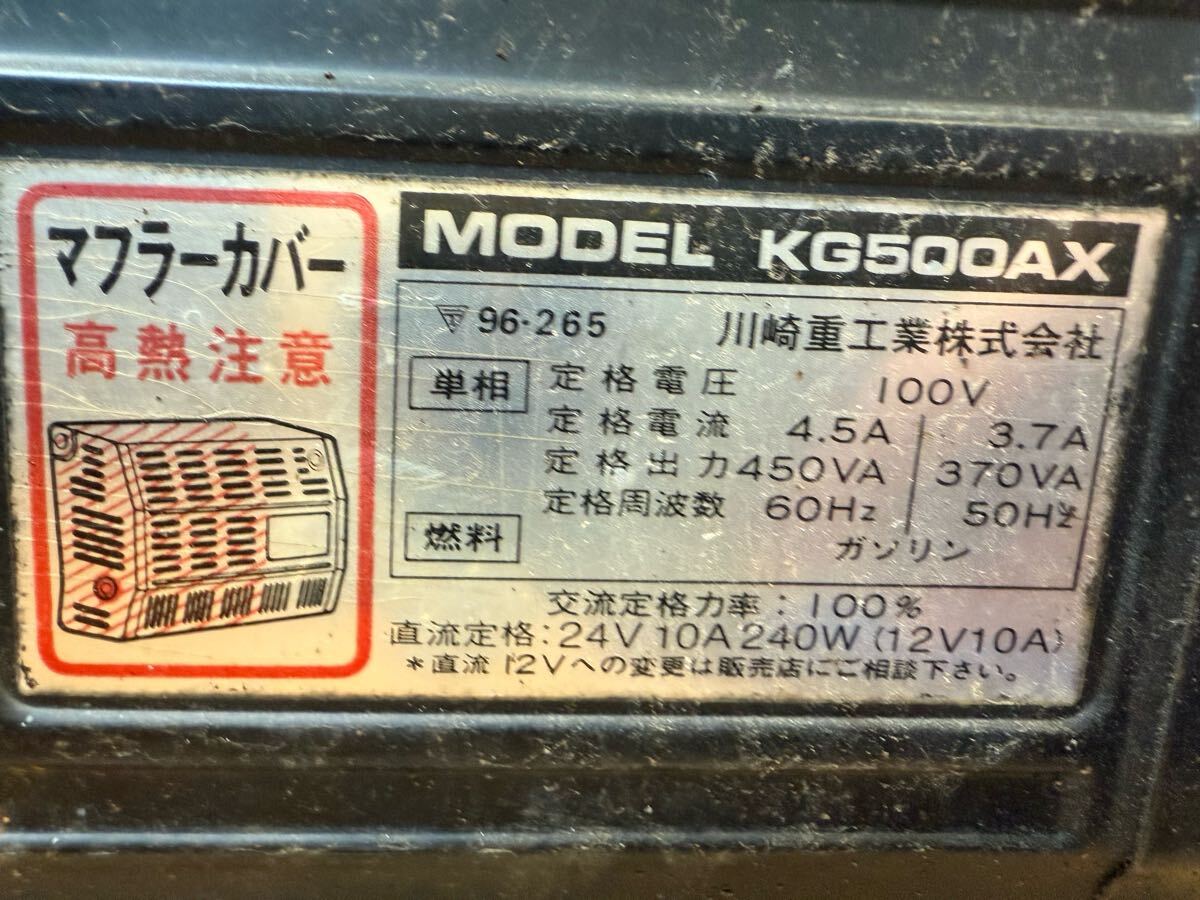 マフラーカバー
高熱注意
MODEL KG500AX
96-265 川崎重工業株式会社
単相 定格電圧 100V
定格電流 4.5A 3.7A
定格出力 450VA 370VA
定格周波数 60Hz 50Hz
燃料 ガソリン
交流定格力率:100%
直流定格:24V 10A 240W (12V10A)
*直流12Vへの変更は販売店にご相談下さい。